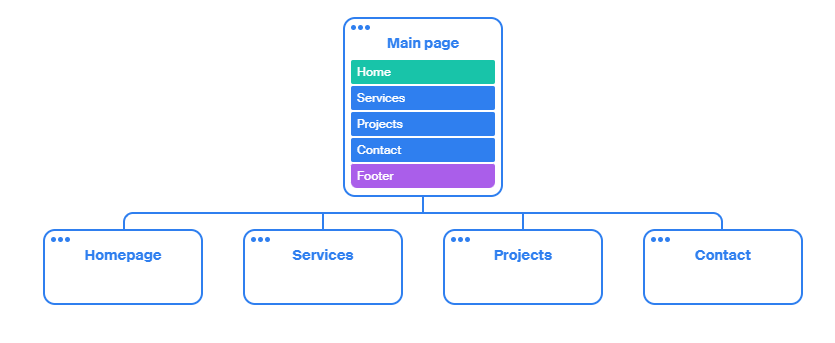 Main page
Home
Services
Projects
Contact
Footer
Homepage
Services
Projects
Contact